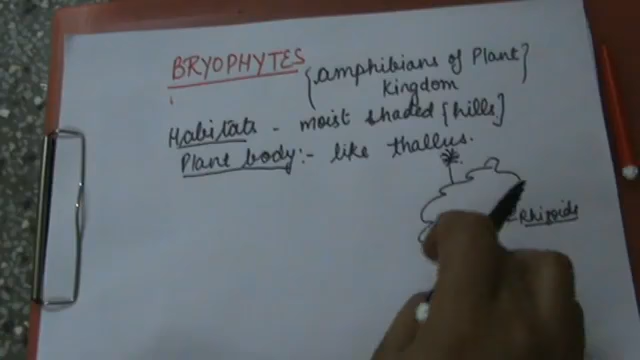 BRYOPHYTES {amphibians of Plant
Kingdom
Habitats - moist shaded [hills]
Plant body:- like thallus.
Rhizoids